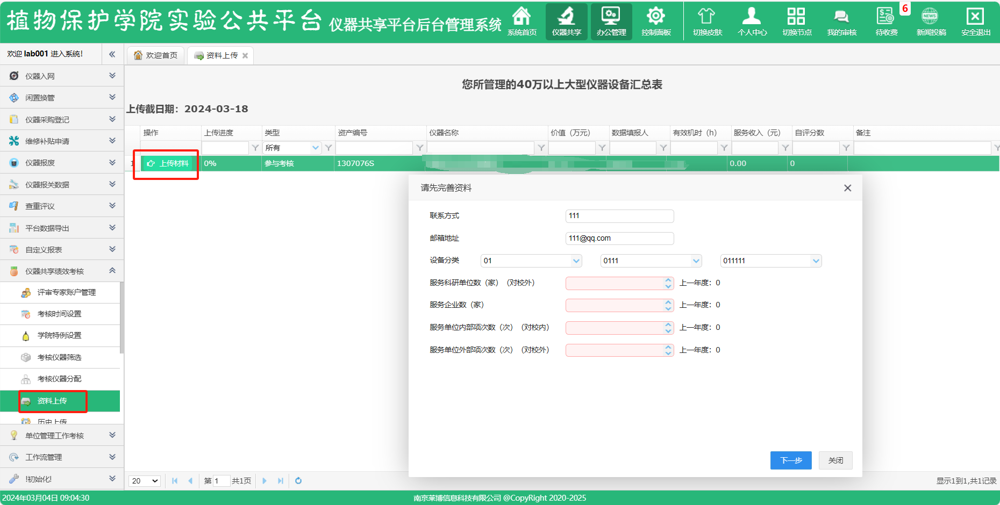 植物保护学院实验公共平台 仪器共享平台后台管理系统
系统首页 仪器共享 办公管理 控制面板 切换皮肤 个人中心 切换节点 我的审核 待收费 6 新闻投稿 NEWS 安全退出
欢迎 lab001 进入系统!
欢迎首页 资料上传
仪器入网
闲置换管
仪器采购登记
维修补贴申请
仪器报废
仪器报关数据
查重评议
平台数据导出
自定义报表
仪器共享绩效考核
评审专家账户管理
考核时间设置
学院特例设置
考核仪器筛选
考核仪器分配
资料上传
历史上传
单位管理工作考核
工作流管理
!初始化!
您所管理的40万以上大型仪器设备汇总表
上传截日期：2024-03-18
操作 上传进度 类型 资产编号 仪器名称 价值（万元） 数据填报人 有效机时（h） 服务收入（元） 自评分数 备注
所有
1 上传材料 0% 参与考核 1307076S 0.00 0
请先完善资料
联系方式 111
邮箱地址 111@qq.com
设备分类 01 0111 011111
服务科研单位数（家）（对校外） 上一年度：0
服务企业数（家） 上一年度：0
服务单位内部项次数（次）（对校内） 上一年度：0
服务单位外部项次数（次）（对校外） 上一年度：0
下一步 关闭
20 第 1 共1页 显示1到1,共1记录
2024年03月04日 09:04:30 南京莱博信息科技有限公司 @CopyRight 2020-2025